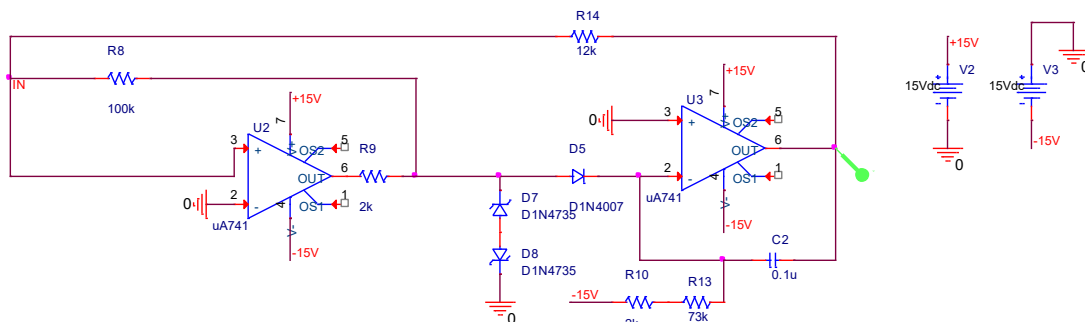 R14
12k
R8
IN
100k
+15V
7
U2
3
+
V+
5
OS2
OUT
6
R9
2
-
OS1
1
2k
0
uA741
4
V-
-15V
D5
D1N4007
D7
D1N4735
D8
D1N4735
0
+15V
7
U3
0
3
+
V+
5
OS2
OUT
6
2
-
OS1
1
uA741
4
V-
-15V
C2
0.1u
-15V
R10
R13
73k
+15V
V2
15Vdc
0
V3
15Vdc
0
-15V